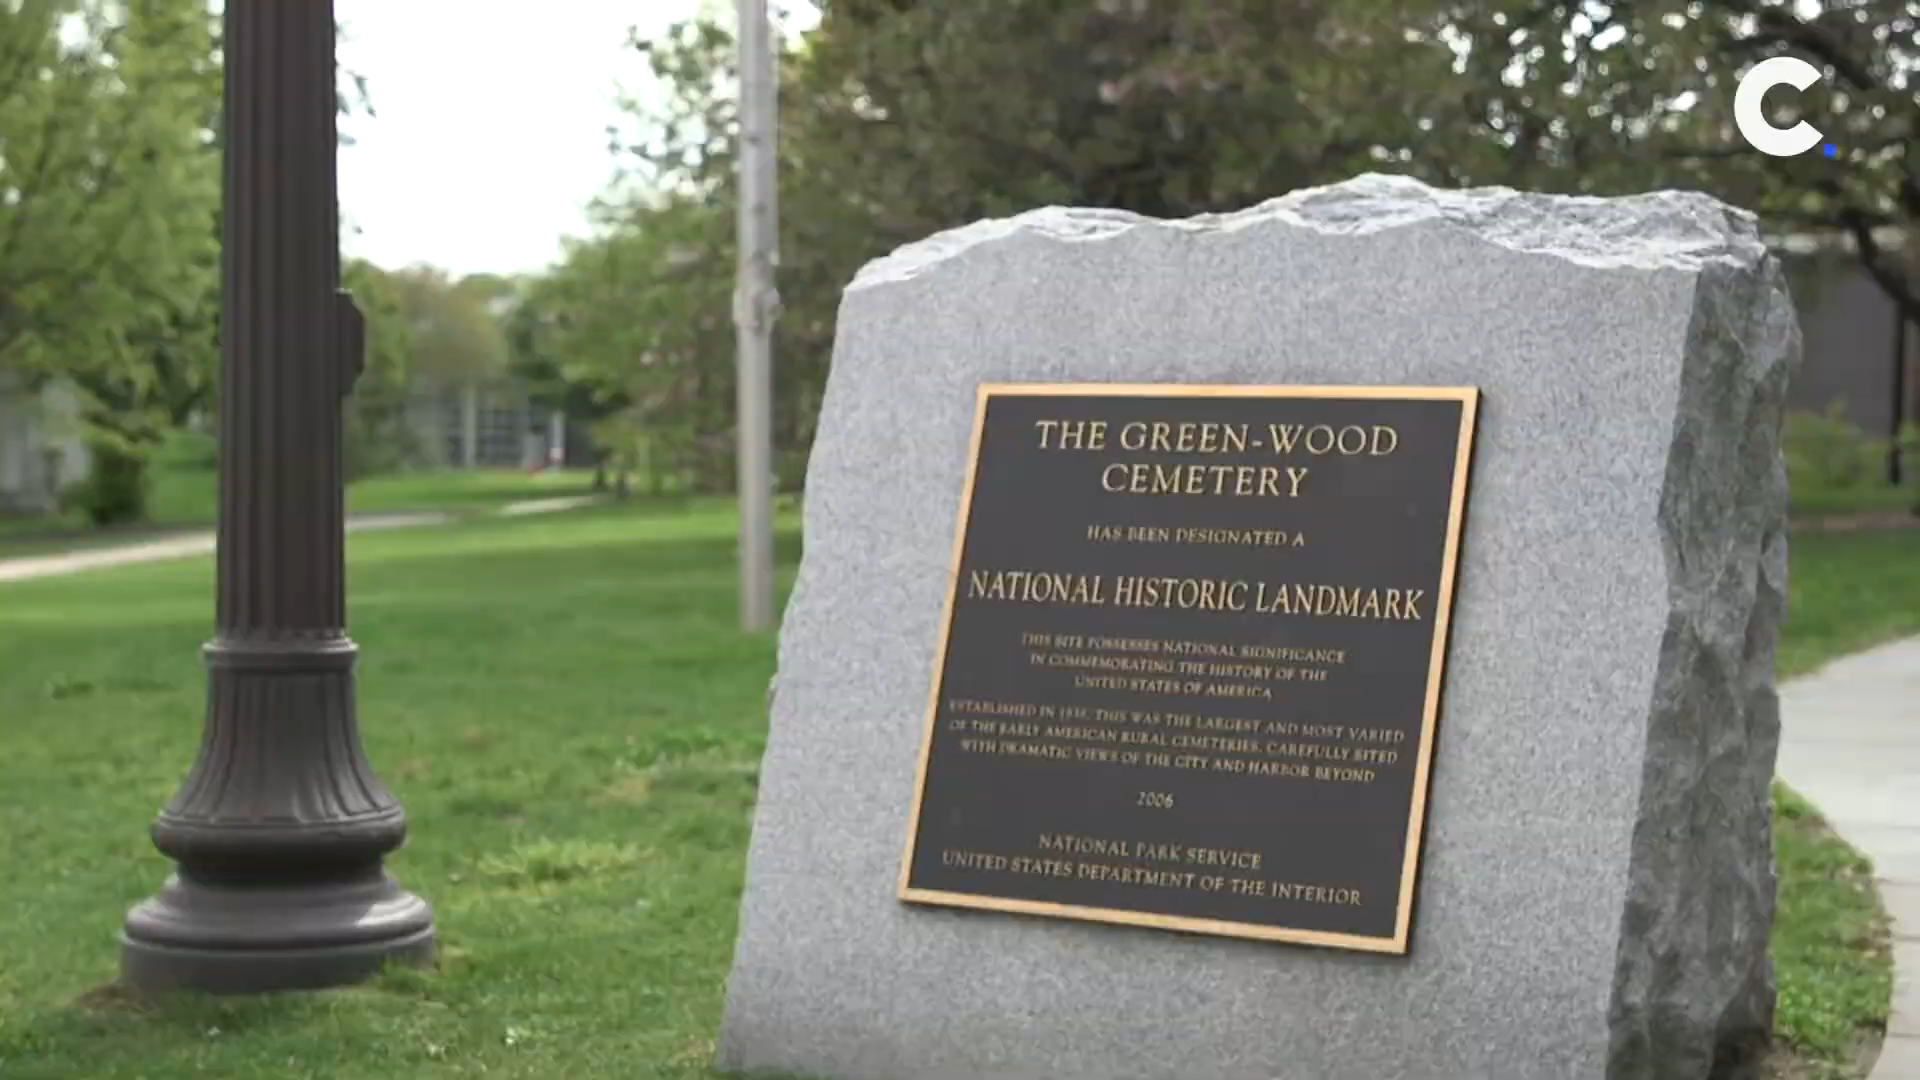 C.
THE GREEN-WOOD
CEMETERY
HAS BEEN DESIGNATED A
NATIONAL HISTORIC LANDMARK
THIS SITE POSSESSES NATIONAL SIGNIFICANCE
IN COMMEMORATING THE HISTORY OF THE
UNITED STATES OF AMERICA
ESTABLISHED IN 1838, THIS WAS THE LARGEST AND MOST VARIED
OF THE EARLY AMERICAN RURAL CEMETERIES, CAREFULLY SITED
WITH DRAMATIC VIEWS OF THE CITY AND HARBOR BEYOND
2006
NATIONAL PARK SERVICE
UNITED STATES DEPARTMENT OF THE INTERIOR